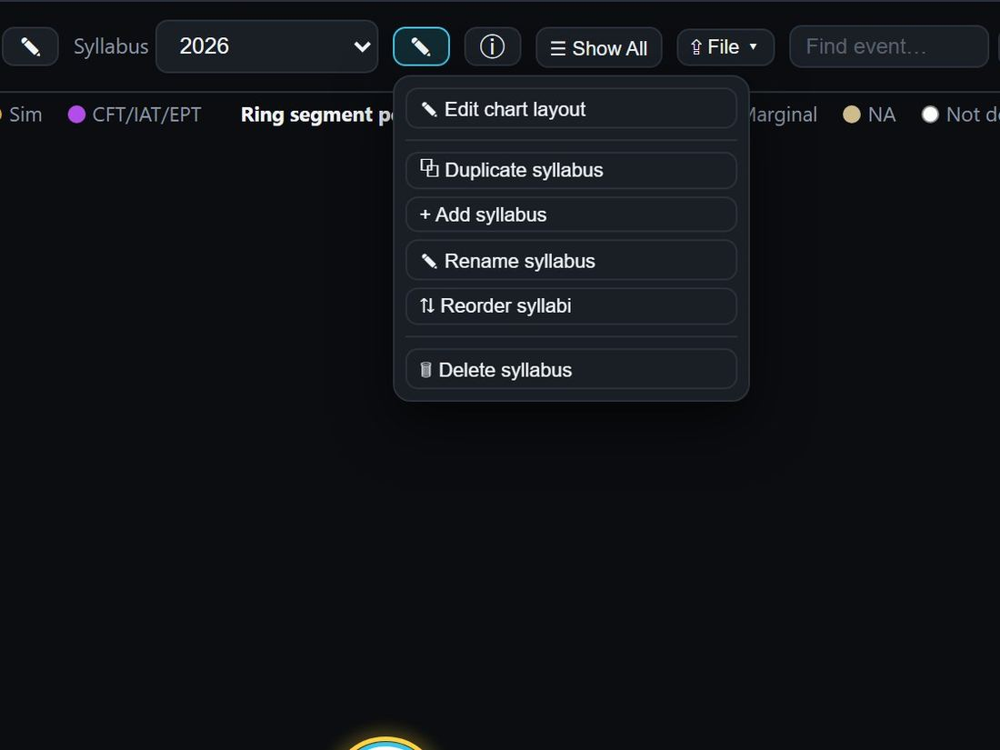 Syllabus 2026 Show All File Find event…
Sim CFT/IAT/EPT Ring segment Marginal NA Not
Edit chart layout
Duplicate syllabus
+ Add syllabus
Rename syllabus
Reorder syllabi
Delete syllabus